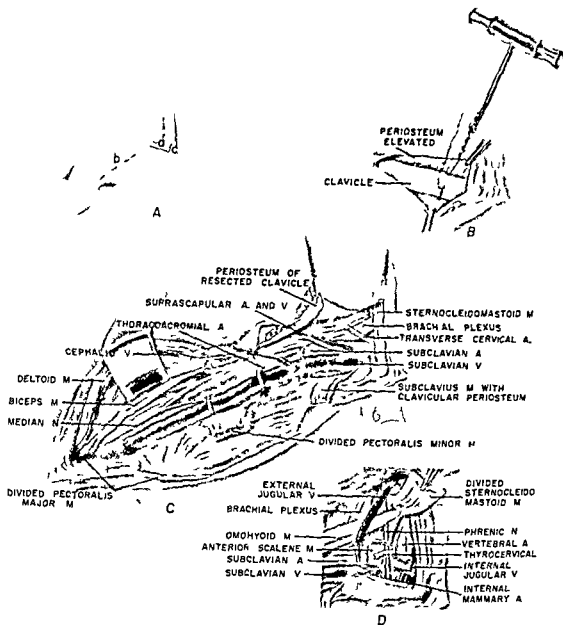 a
c
b
A
PERIOSTEUM
ELEVATED
CLAVICLE
B
PERIOSTEUM OF
RESECTED CLAVICLE
SUPRASCAPULAR A. AND V
THORACOACROMIAL A
CEPHALIC V
DELTOID M
BICEPS M
MEDIAN N
DIVIDED PECTORALIS
MAJOR M
C
STERNOCLEIDOMASTOID M
BRACHIAL PLEXUS
TRANSVERSE CERVICAL A.
SUBCLAVIAN A
SUBCLAVIAN V
SUBCLAVIUS M WITH
CLAVICULAR PERIOSTEUM
DIVIDED PECTORALIS MINOR M
EXTERNAL
JUGULAR V
BRACHIAL PLEXUS
OMOHYOID M
ANTERIOR SCALENE M
SUBCLAVIAN A
SUBCLAVIAN V
DIVIDED
STERNOCLEIDO
MASTOID M
PHRENIC N
VERTEBRAL A
THYROCERVICAL
INTERNAL
JUGULAR V
INTERNAL
MAMMARY A
D